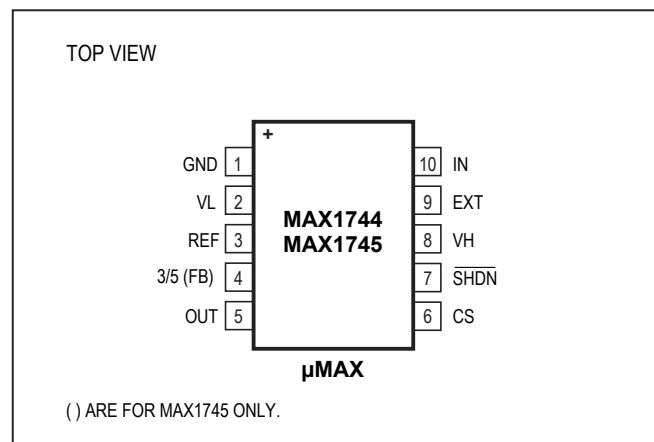 TOP VIEW
+
GND 1
VL 2
REF 3
3/5 (FB) 4
OUT 5
MAX1744
MAX1745
10 IN
9 EXT
8 VH
7 SHDN
6 CS
µMAX
( ) ARE FOR MAX1745 ONLY.